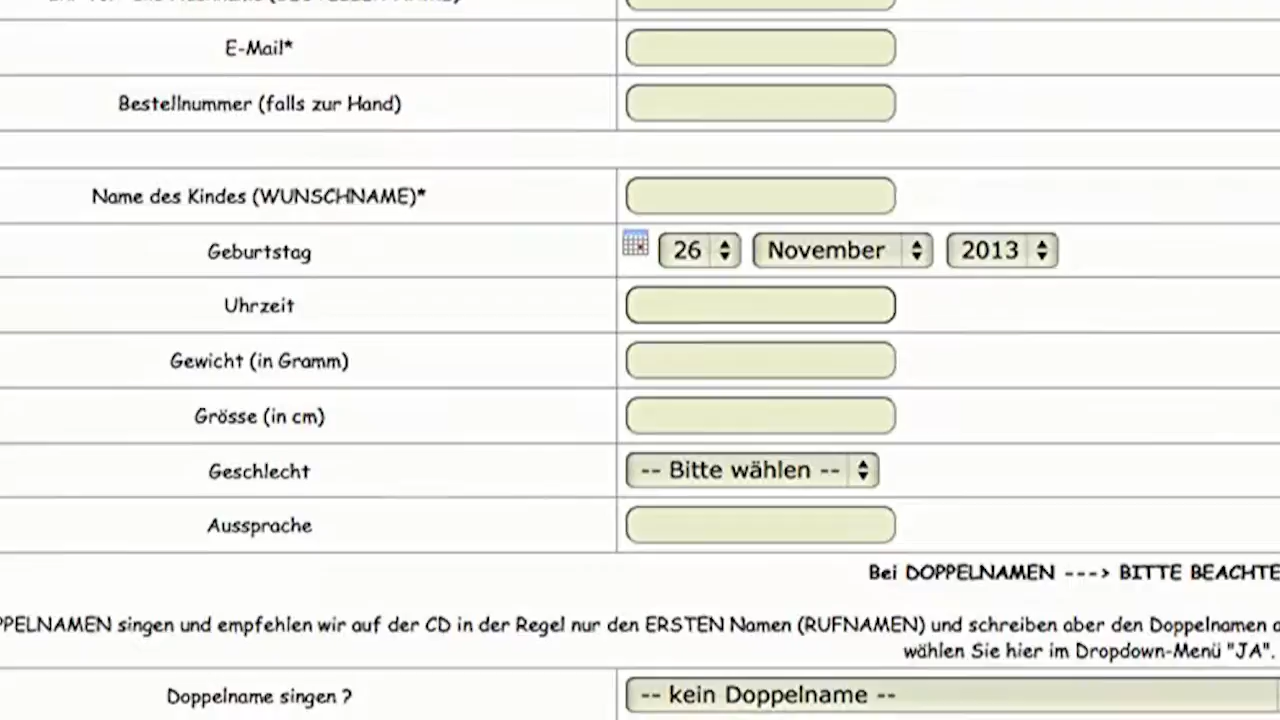 E-Mail*
Bestellnummer (falls zur Hand)
Name des Kindes (WUNSCHNAME)*
Geburtstag 26 November 2013
Uhrzeit
Gewicht (in Gramm)
Grösse (in cm)
Geschlecht -- Bitte wählen --
Aussprache
Bei DOPPELNAMEN ---> BITTE BEACHTE
PPELNAMEN singen und empfehlen wir auf der CD in der Regel nur den ERSTEN Namen (RUFNAMEN) und schreiben aber den Doppelnamen
wählen Sie hier im Dropdown-Menü "JA".
Doppelname singen ? -- kein Doppelname --